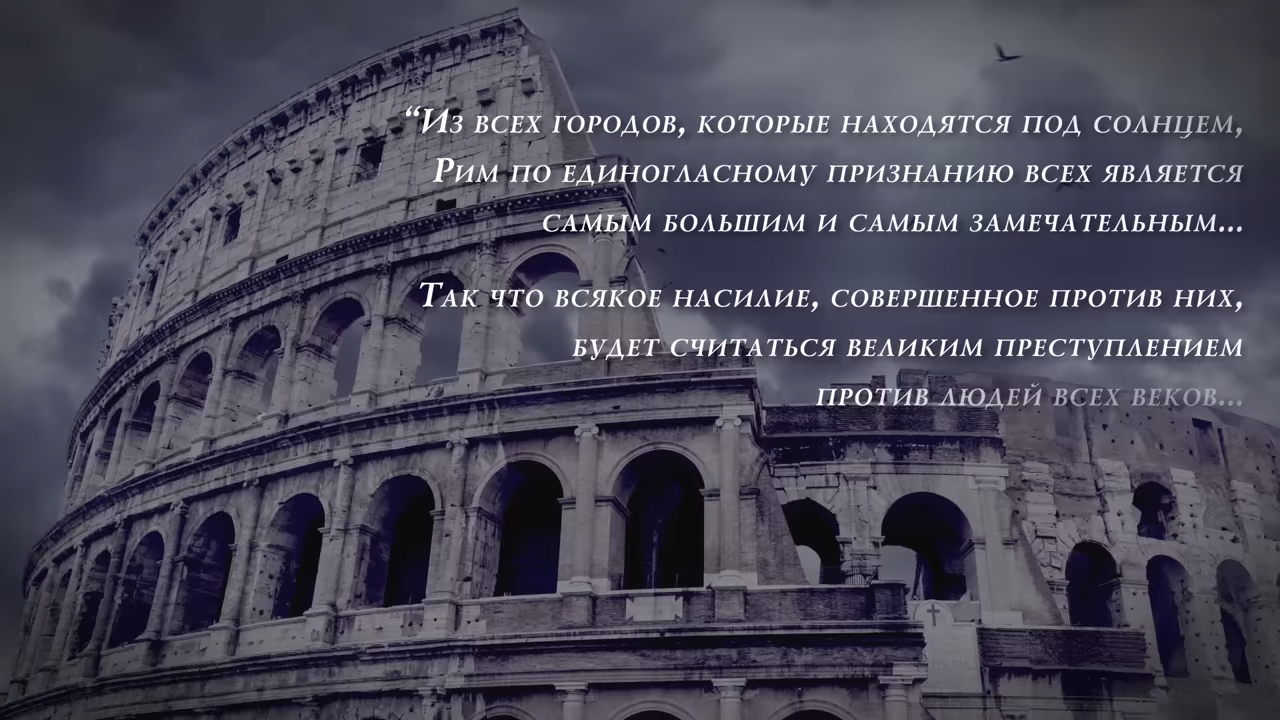 “Из всех городов, которые находятся под солнцем,
Рим по единогласному признанию всех является
самым большим и самым замечательным...
Так что всякое насилие, совершенное против них,
будет считаться великим преступлением
против людей всех веков...